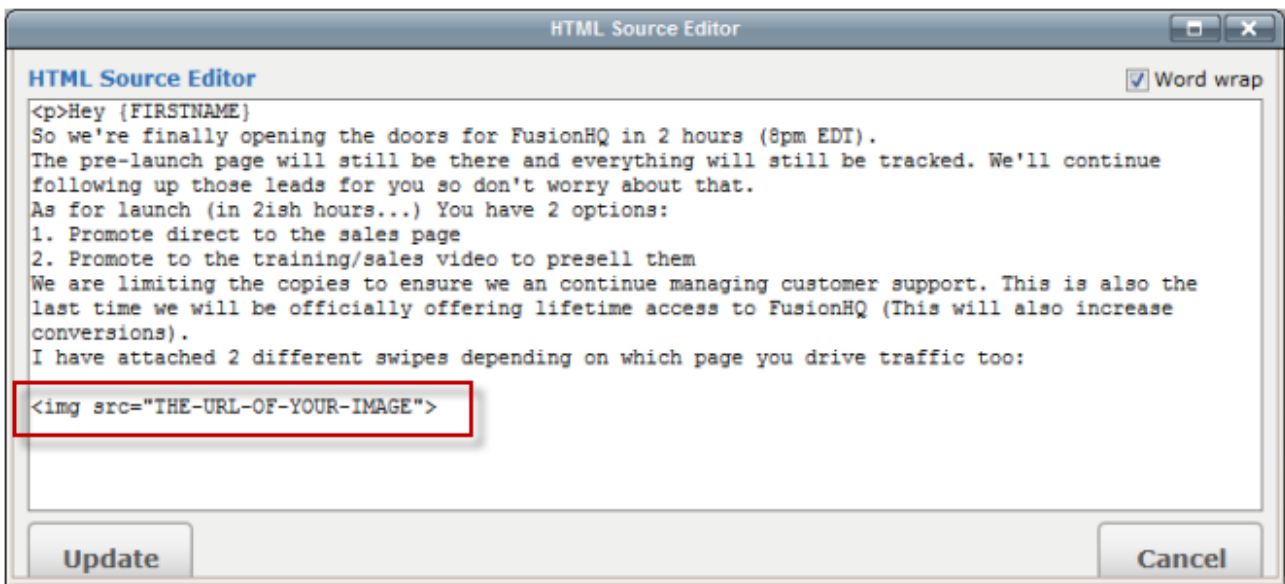 HTML Source Editor
HTML Source Editor
Word wrap
<p>Hey {FIRSTNAME}
So we're finally opening the doors for FusionHQ in 2 hours (8pm EDT).
The pre-launch page will still be there and everything will still be tracked. We'll continue
following up those leads for you so don't worry about that.
As for launch (in 2ish hours...) You have 2 options:
1. Promote direct to the sales page
2. Promote to the training/sales video to presell them
We are limiting the copies to ensure we an continue managing customer support. This is also the
last time we will be officially offering lifetime access to FusionHQ (This will also increase
conversions).
I have attached 2 different swipes depending on which page you drive traffic too:
<img src="THE-URL-OF-YOUR-IMAGE">
Update
Cancel